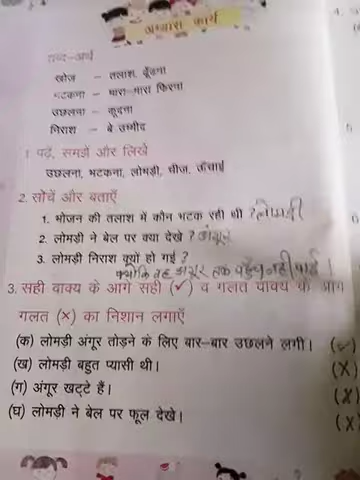 अभ्यास कार्य
शब्द-अर्थ
खोज – तलाश, ढूँढना
भटकना – मारा-मारा फिरना
उछलना – कूदना
निराश – बे उम्मीद
1. पढ़ें, समझें और लिखें
उछलना, भटकना, लोमड़ी, चीज, ऊँचाई
2. सोचें और बताएँ
1. भोजन की तलाश में कौन भटक रही थी ? लोमड़ी
2. लोमड़ी ने बेल पर क्या देखे ? अंगूर
3. लोमड़ी निराश क्यों हो गई ?
क्योंकि वह अंगूर तक पहुँच नहीं पाई।
3. सही वाक्य के आगे सही (✓) व गलत वाक्य के आगे
गलत (×) का निशान लगाएँ
(क) लोमड़ी अंगूर तोड़ने के लिए बार-बार उछलने लगी। (✓)
(ख) लोमड़ी बहुत प्यासी थी। (X)
(ग) अंगूर खट्टे हैं। (X)
(घ) लोमड़ी ने बेल पर फूल देखे। (X)